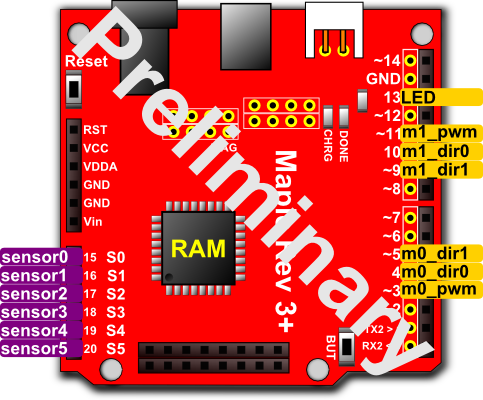 Preliminary
Reset
RST
VCC
VDDA
GND
GND
Vin
sensor0 15 S0
sensor1 16 S1
sensor2 17 S2
sensor3 18 S3
sensor4 19 S4
sensor5 20 S5
RAM
CHRG
DONE
Rev 3+
BUT
~14
GND
13 LED
~12
~11 m1_pwm
10 m1_dir0
~9 m1_dir1
~8
~7
~6
~5 m0_dir1
4 m0_dir0
~3 m0_pwm
TX2 >
RX2 <